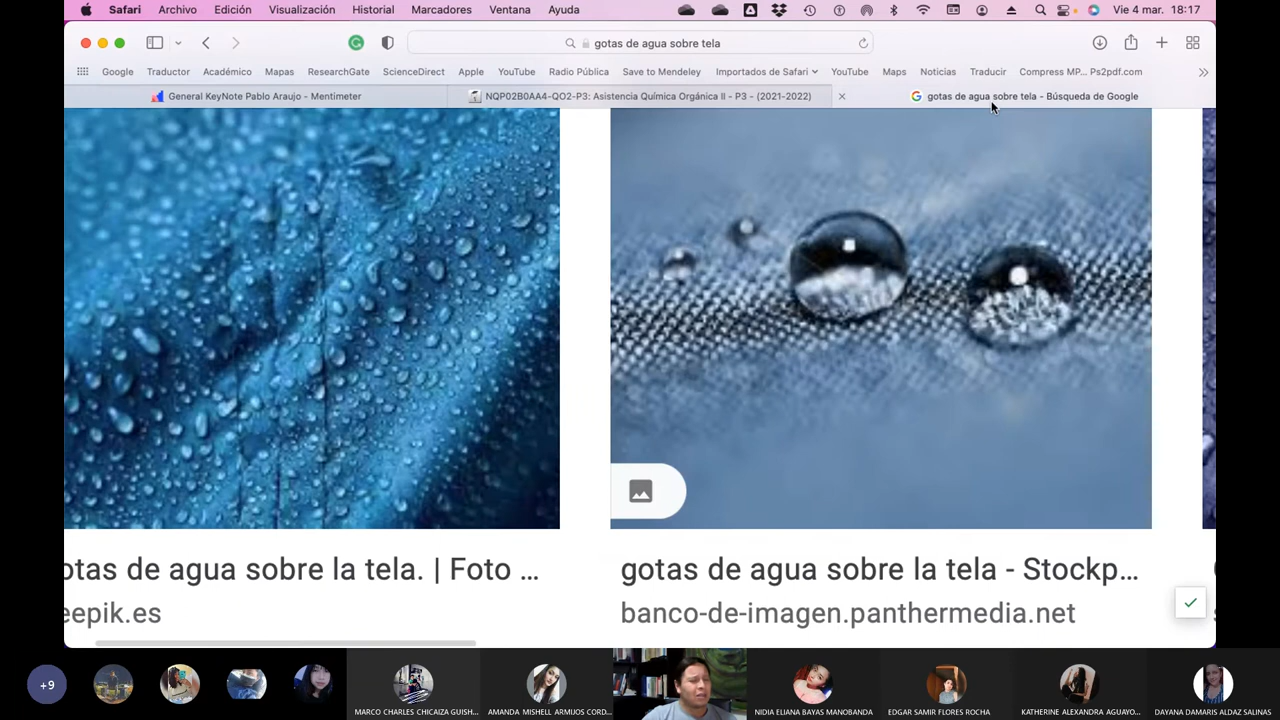 Safari Archivo Edición Visualización Historial Marcadores Ventana Ayuda Vie 4 mar. 18:17
gotas de agua sobre tela
Google Traductor Académico Mapas ResearchGate ScienceDirect Apple YouTube Radio Pública Save to Mendeley Importados de Safari YouTube Maps Noticias Traducir Compress MP... Ps2pdf.com
General KeyNote Pablo Araujo - Mentimeter NQP02B0AA4-QO2-P3: Asistencia Química Orgánica II - P3 - (2021-2022) gotas de agua sobre tela - Búsqueda de Google
otas de agua sobre la tela. | Foto ... gotas de agua sobre la tela - Stockp...
eepik.es banco-de-imagen.panthermedia.net
+9
MARCO CHARLES CHICAIZA GUISH... AMANDA MISHELL ARMIJOS CORD... NIDIA ELIANA BAYAS MANOBANDA EDGAR SAMIR FLORES ROCHA KATHERINE ALEXANDRA AGUAYO... DAYANA DAMARIS ALDAZ SALINAS